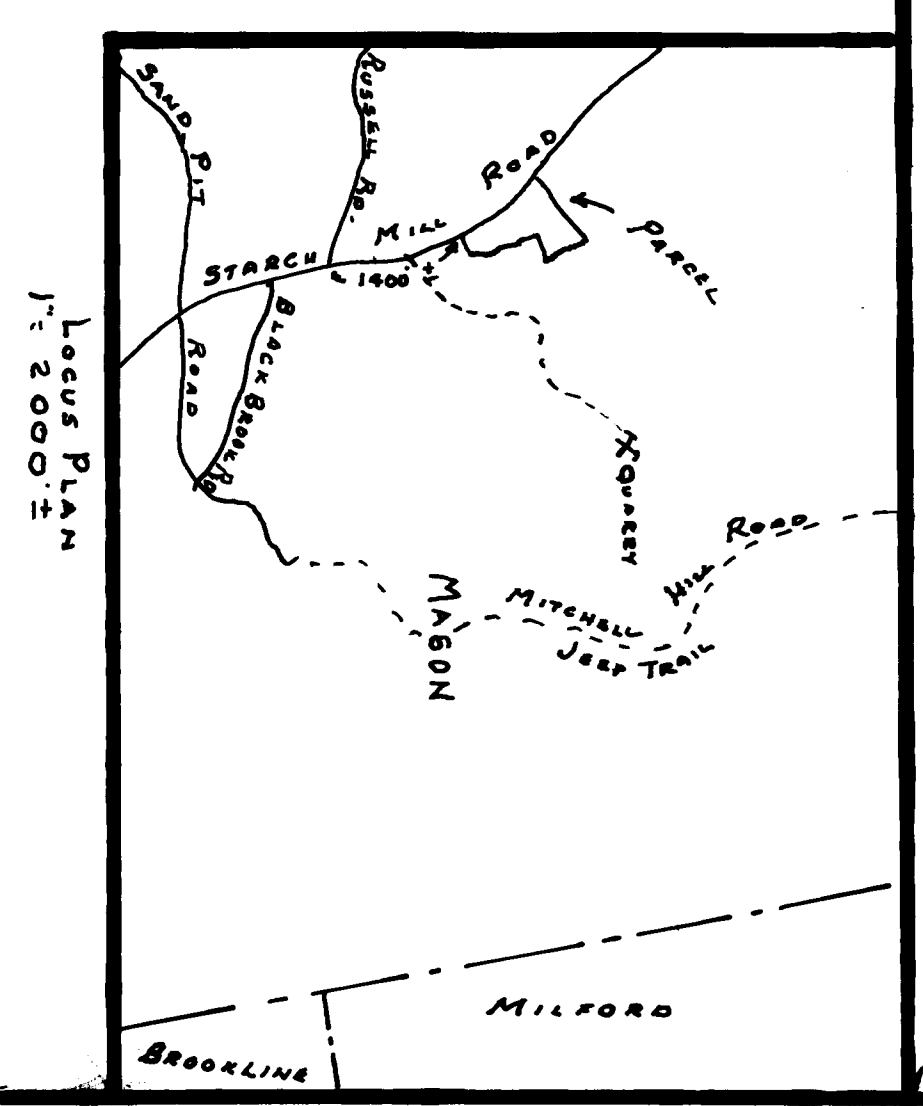 SAND PIT ROAD
RUSSELL RD.
STARCH MILL ROAD
1400' ±
PARCEL
BLACK BROOK RD
X QUARRY
MITCHELL HILL ROAD
JEEP TRAIL
MASON
MILFORD
BROOKLINE
LOCUS PLAN
1"= 2000'±